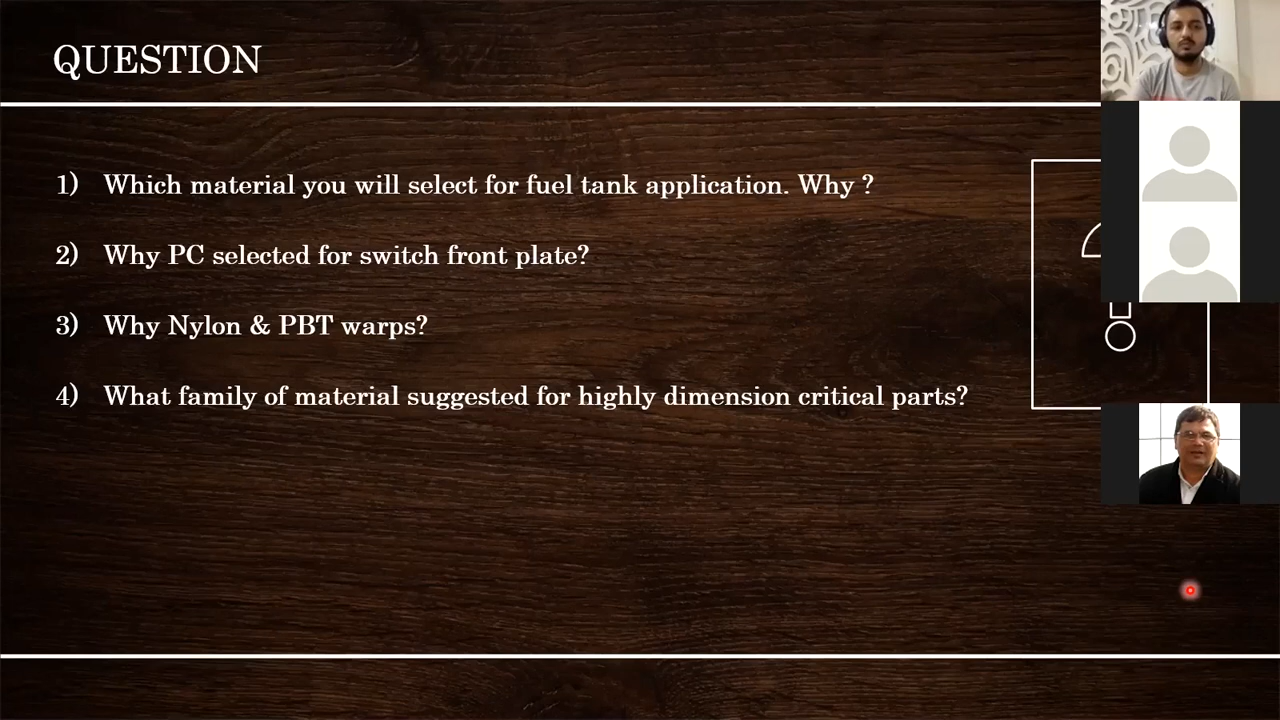 QUESTION
1) Which material you will select for fuel tank application. Why ?
2) Why PC selected for switch front plate?
3) Why Nylon & PBT warps?
4) What family of material suggested for highly dimension critical parts?